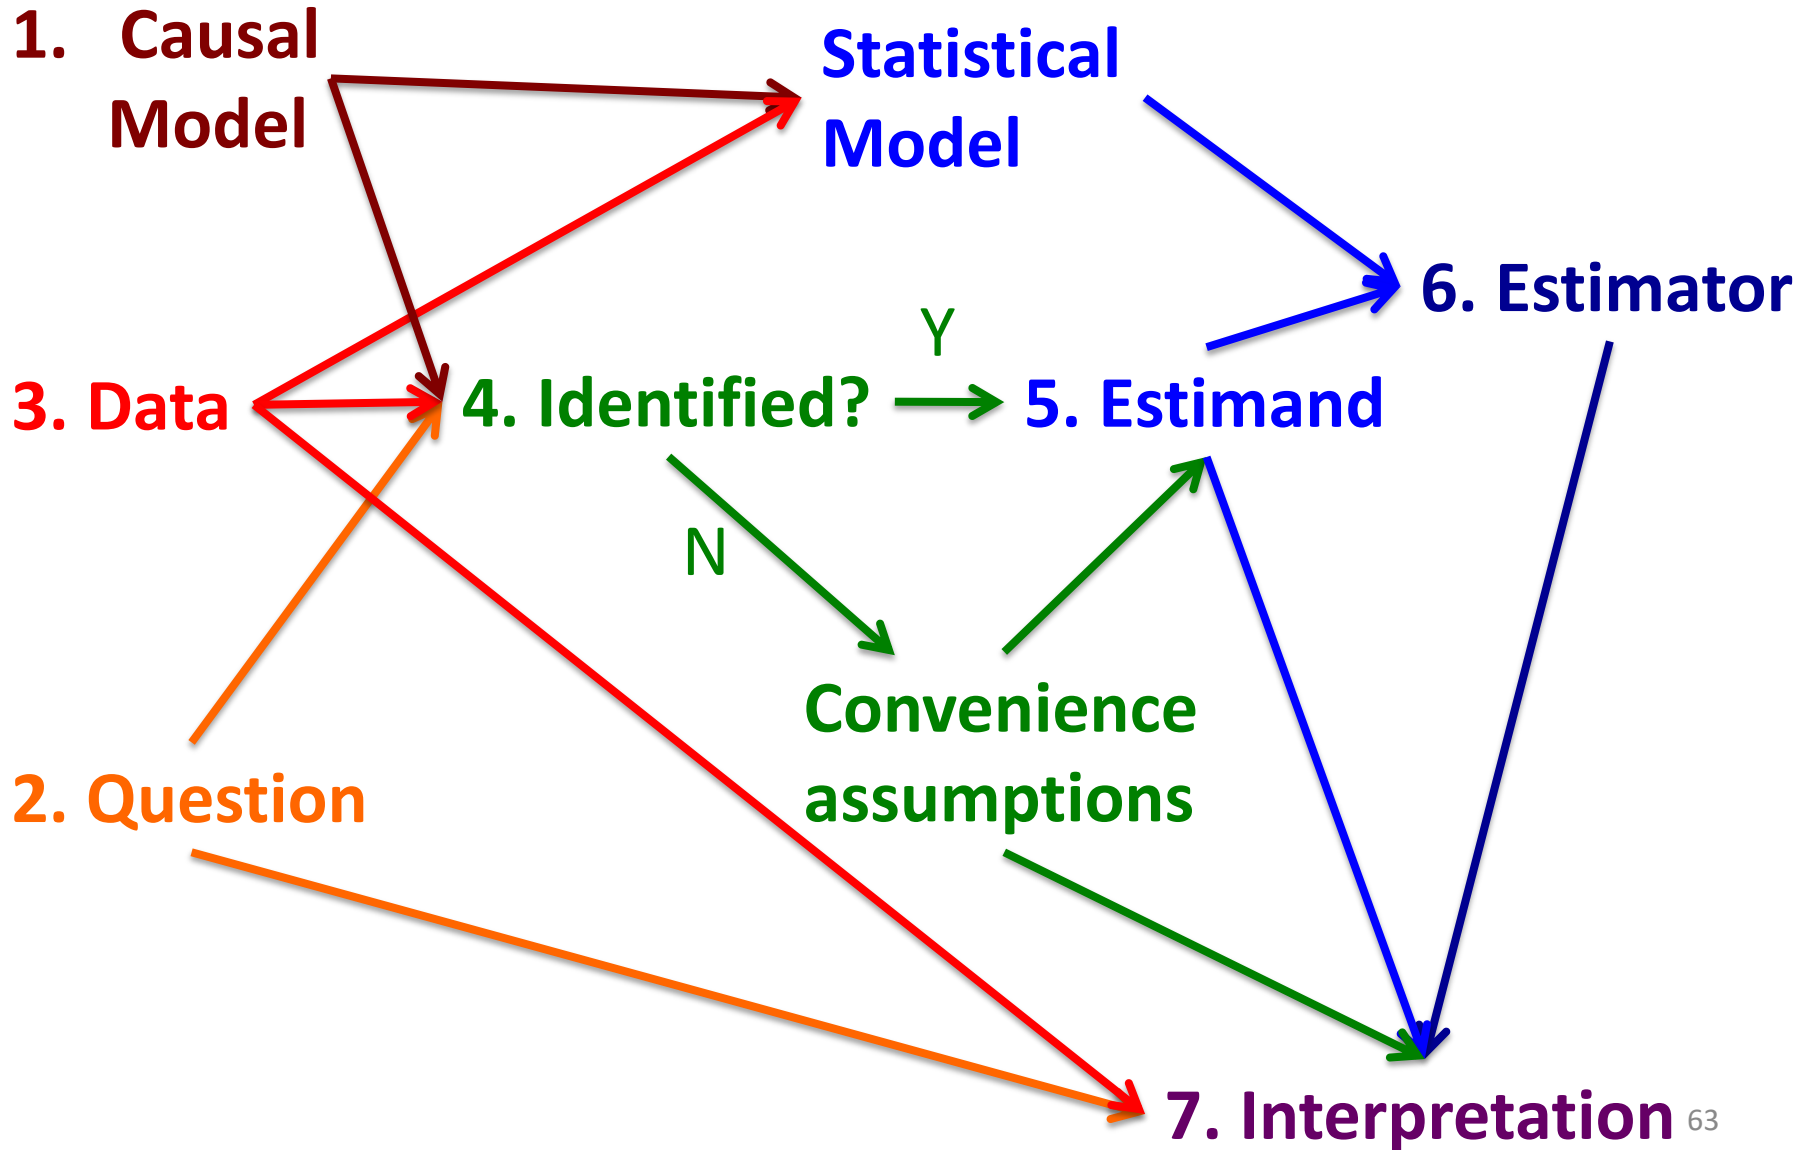 1. Causal
Model
Statistical
Model
6. Estimator
Y
3. Data
4. Identified?
5. Estimand
N
Convenience
assumptions
2. Question
7. Interpretation
63